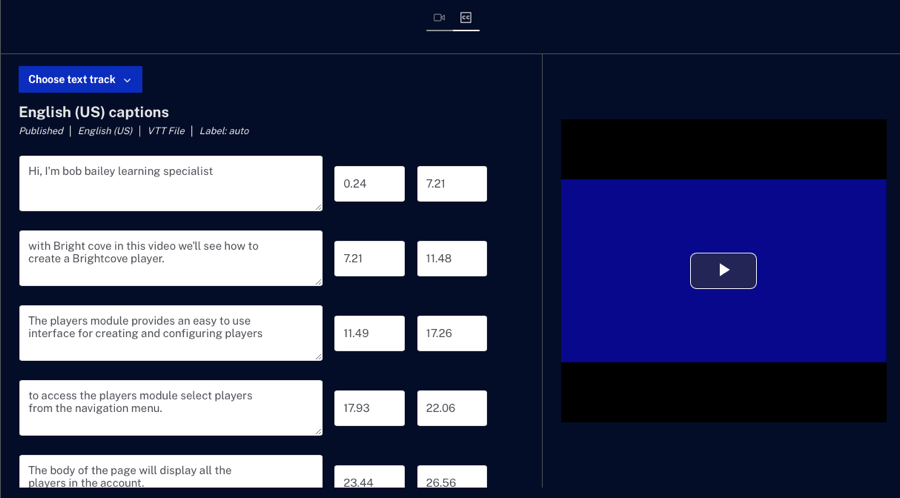 Choose text track
English (US) captions
Published | English (US) | VTT File | Label: auto
Hi, I'm bob bailey learning specialist
0.24
7.21
with Bright cove in this video we'll see how to
create a Brightcove player.
7.21
11.48
The players module provides an easy to use
interface for creating and configuring players
11.49
17.26
to access the players module select players
from the navigation menu.
17.93
22.06
The body of the page will display all the
players in the account.
23.44
26.56